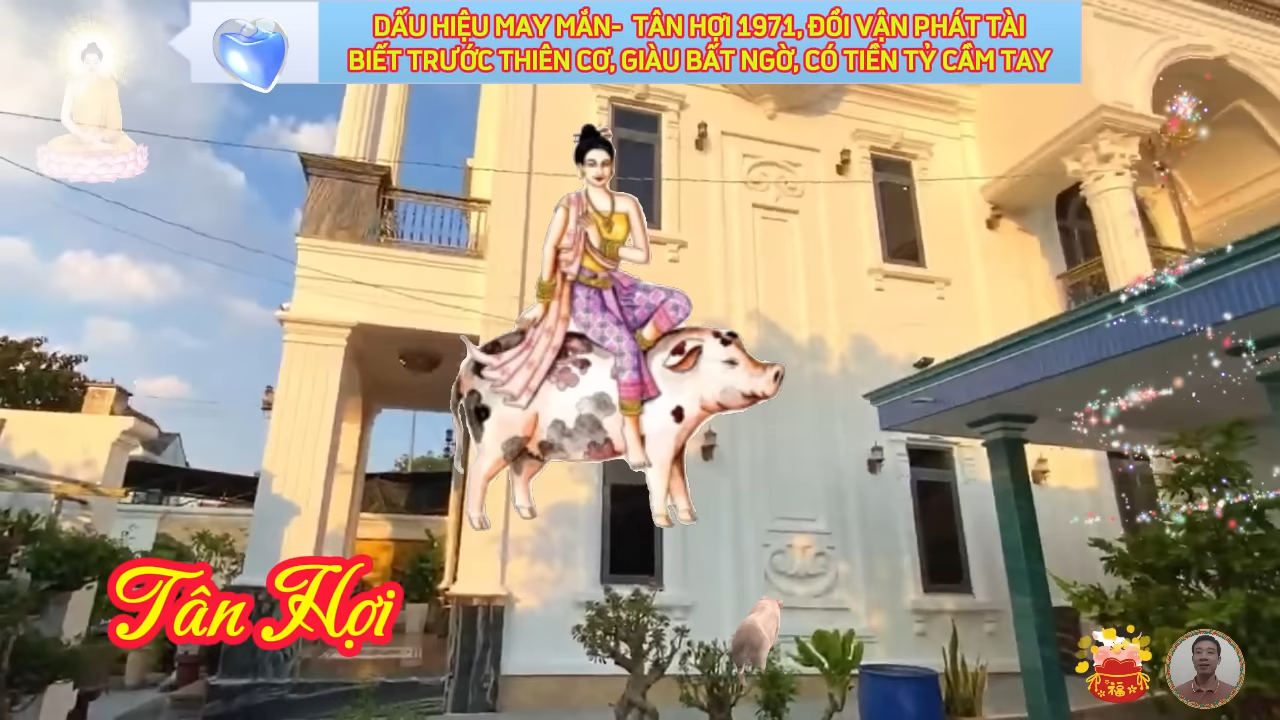 DẤU HIỆU MAY MẮN- TÂN HỢI 1971, ĐỔI VẬN PHÁT TÀI
BIẾT TRƯỚC THIÊN CƠ, GIÀU BẤT NGỜ, CÓ TIỀN TỶ CẦM TAY
Tân Hợi
福